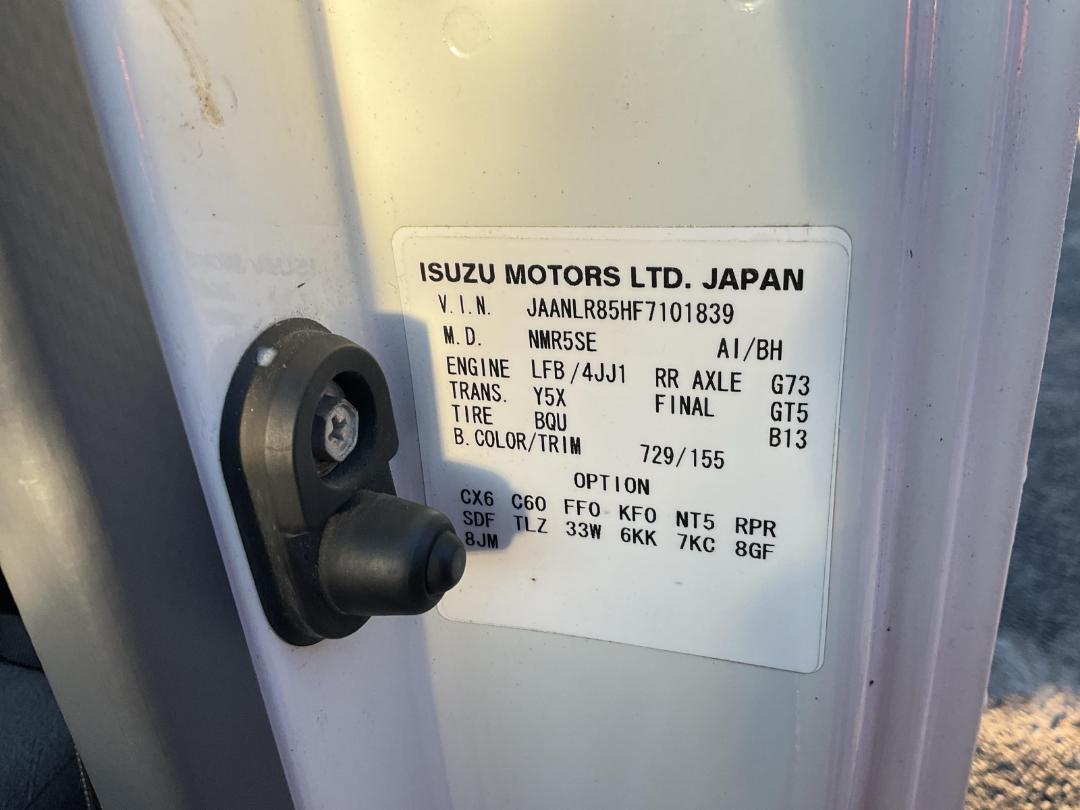 ISUZU MOTORS LTD. JAPAN
V.I.N. JAANLR85HF7101839
M.D. NMR5SE AI/BH
ENGINE LFB/4JJ1 RR AXLE G73
TRANS. Y5X FINAL GT5
TIRE BQU B13
B.COLOR/TRIM 729/155
OPTION
CX6 C60 FF0 KF0 NT5 RPR
SDF TLZ 33W 6KK 7KC 8GF
8JM